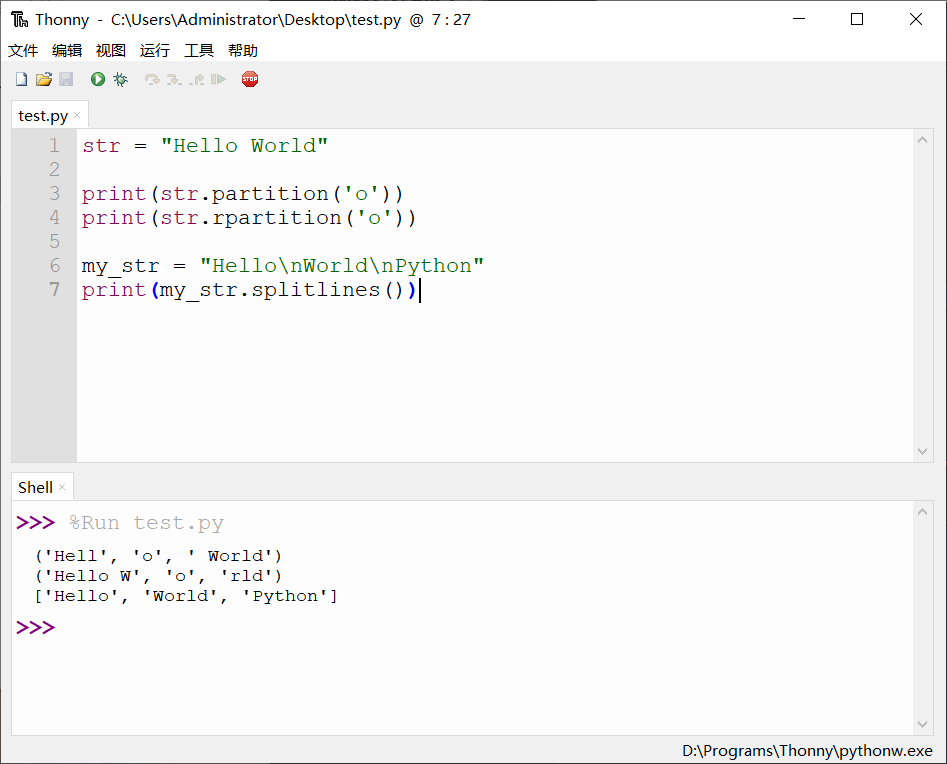 Thonny - C:\Users\Administrator\Desktop\test.py @ 7 : 27
文件 编辑 视图 运行 工具 帮助
STOP
test.py ×
1 str = "Hello World"
2
3 print(str.partition('o'))
4 print(str.rpartition('o'))
5
6 my_str = "Hello\nWorld\nPython"
7 print(my_str.splitlines())
Shell ×
>>> %Run test.py
('Hell', 'o', ' World')
('Hello W', 'o', 'rld')
['Hello', 'World', 'Python']
>>>
D:\Programs\Thonny\pythonw.exe